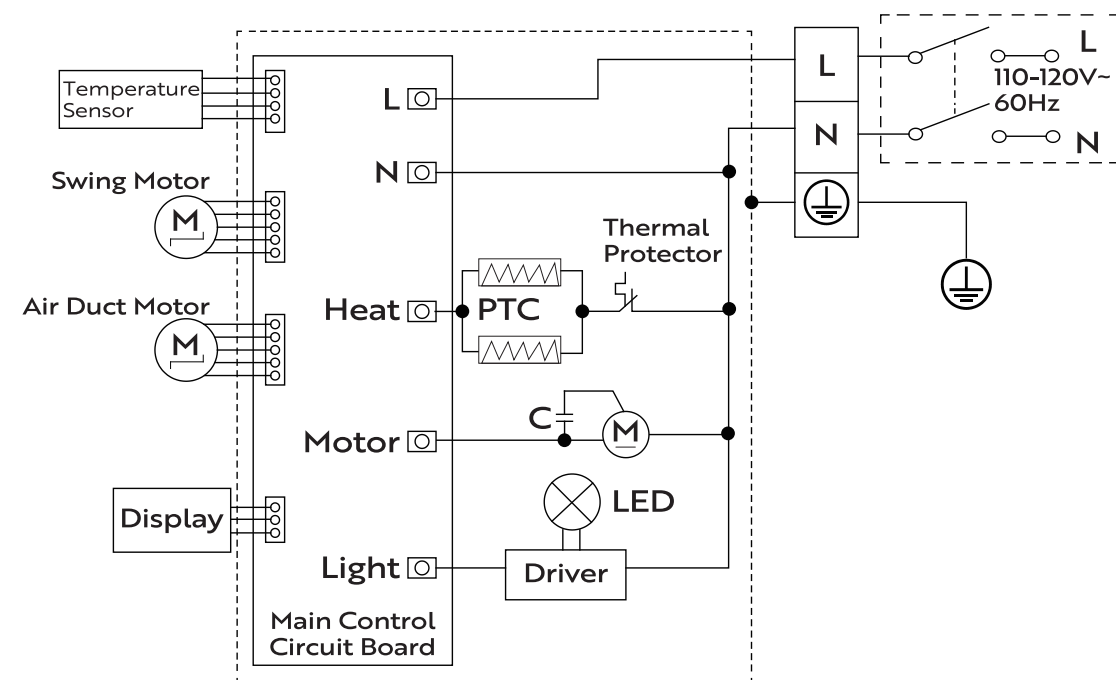 L
110-120V~
60Hz
N
L
N
Temperature
Sensor
L
N
Swing Motor
M
Thermal
Protector
Air Duct Motor
M
Heat
PTC
C
M
Motor
LED
Display
Light
Driver
Main Control
Circuit Board